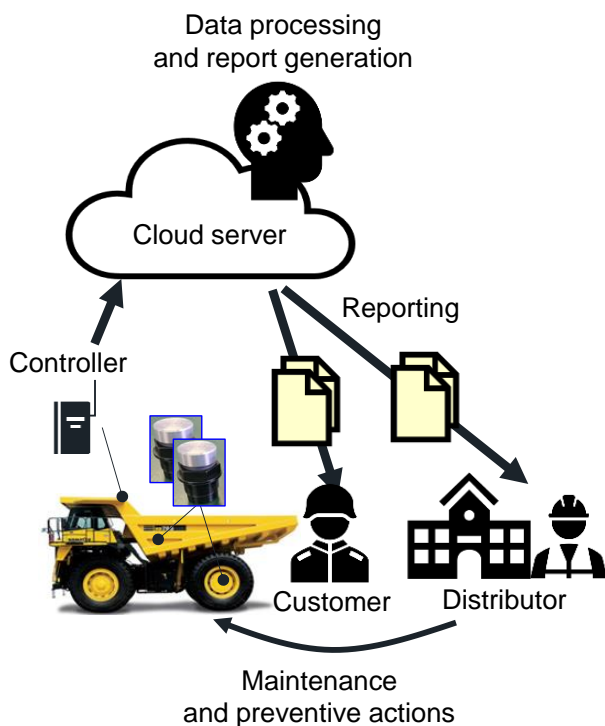 Data processing
and report generation
Cloud server
Reporting
Controller
Customer
Distributor
Maintenance
and preventive actions